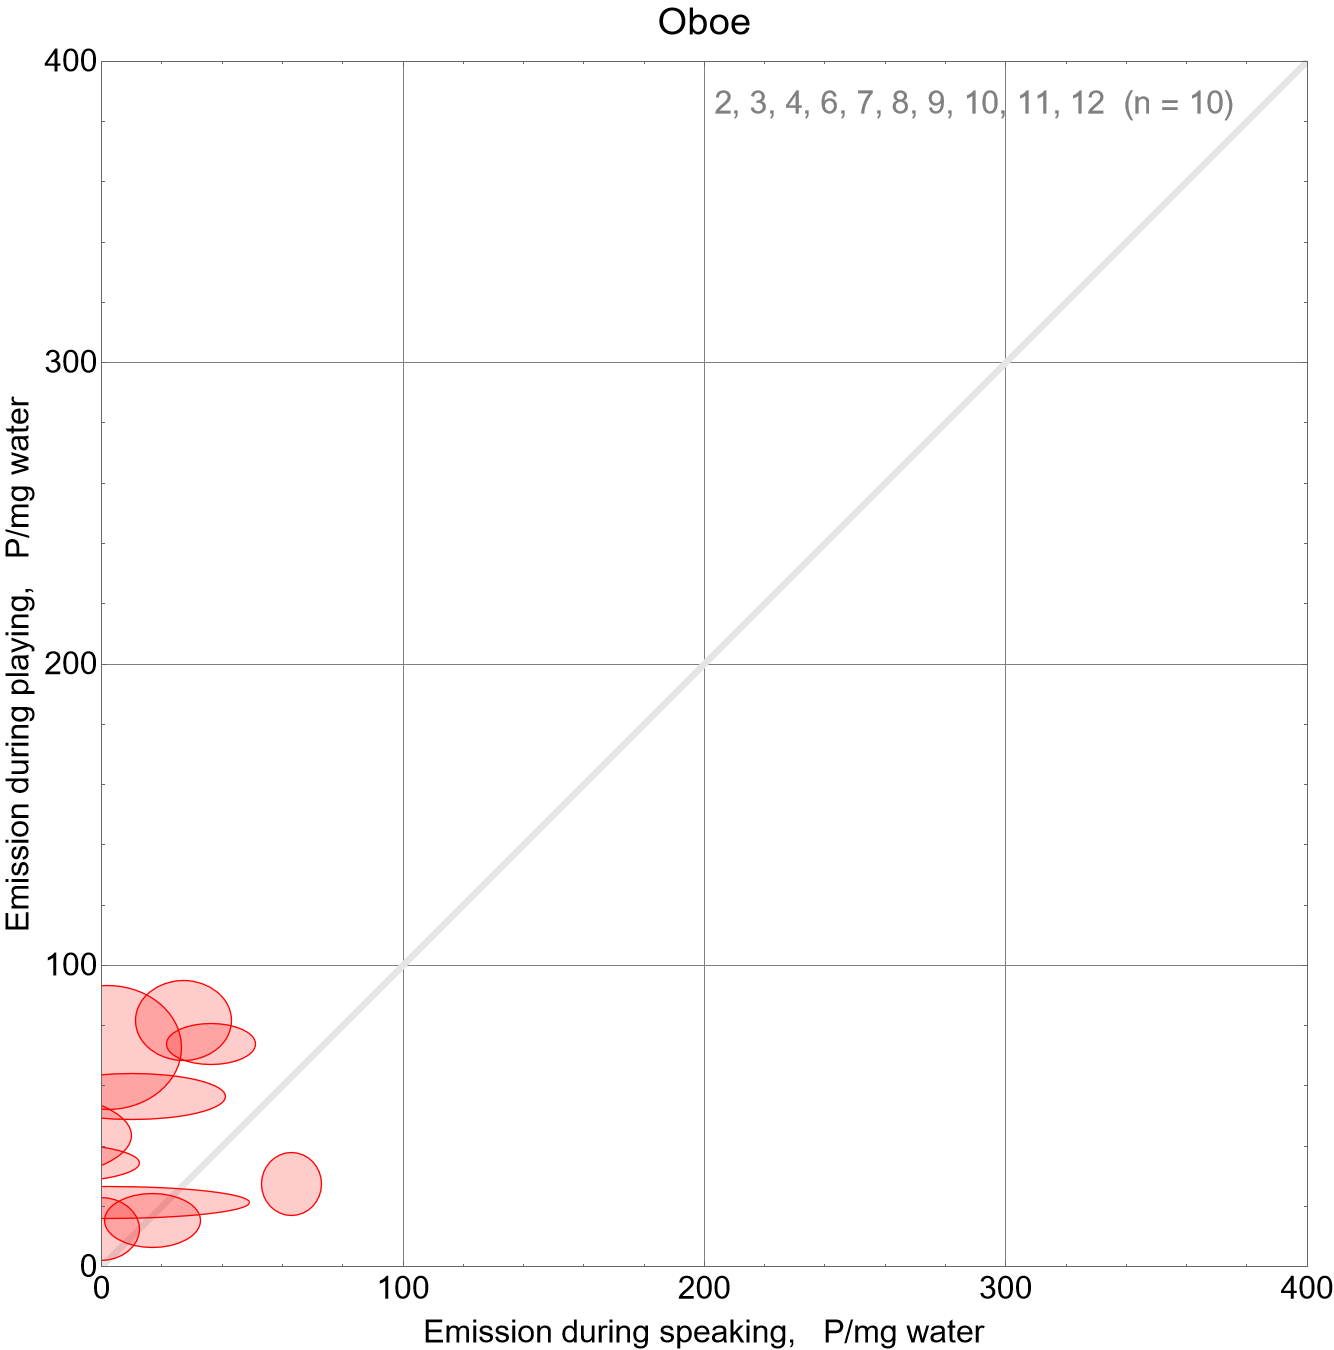 Oboe
2, 3, 4, 6, 7, 8, 9, 10, 11, 12 (n = 10)
400
300
200
100
0
Emission during playing, P/mg water
0 100 200 300 400
Emission during speaking, P/mg water